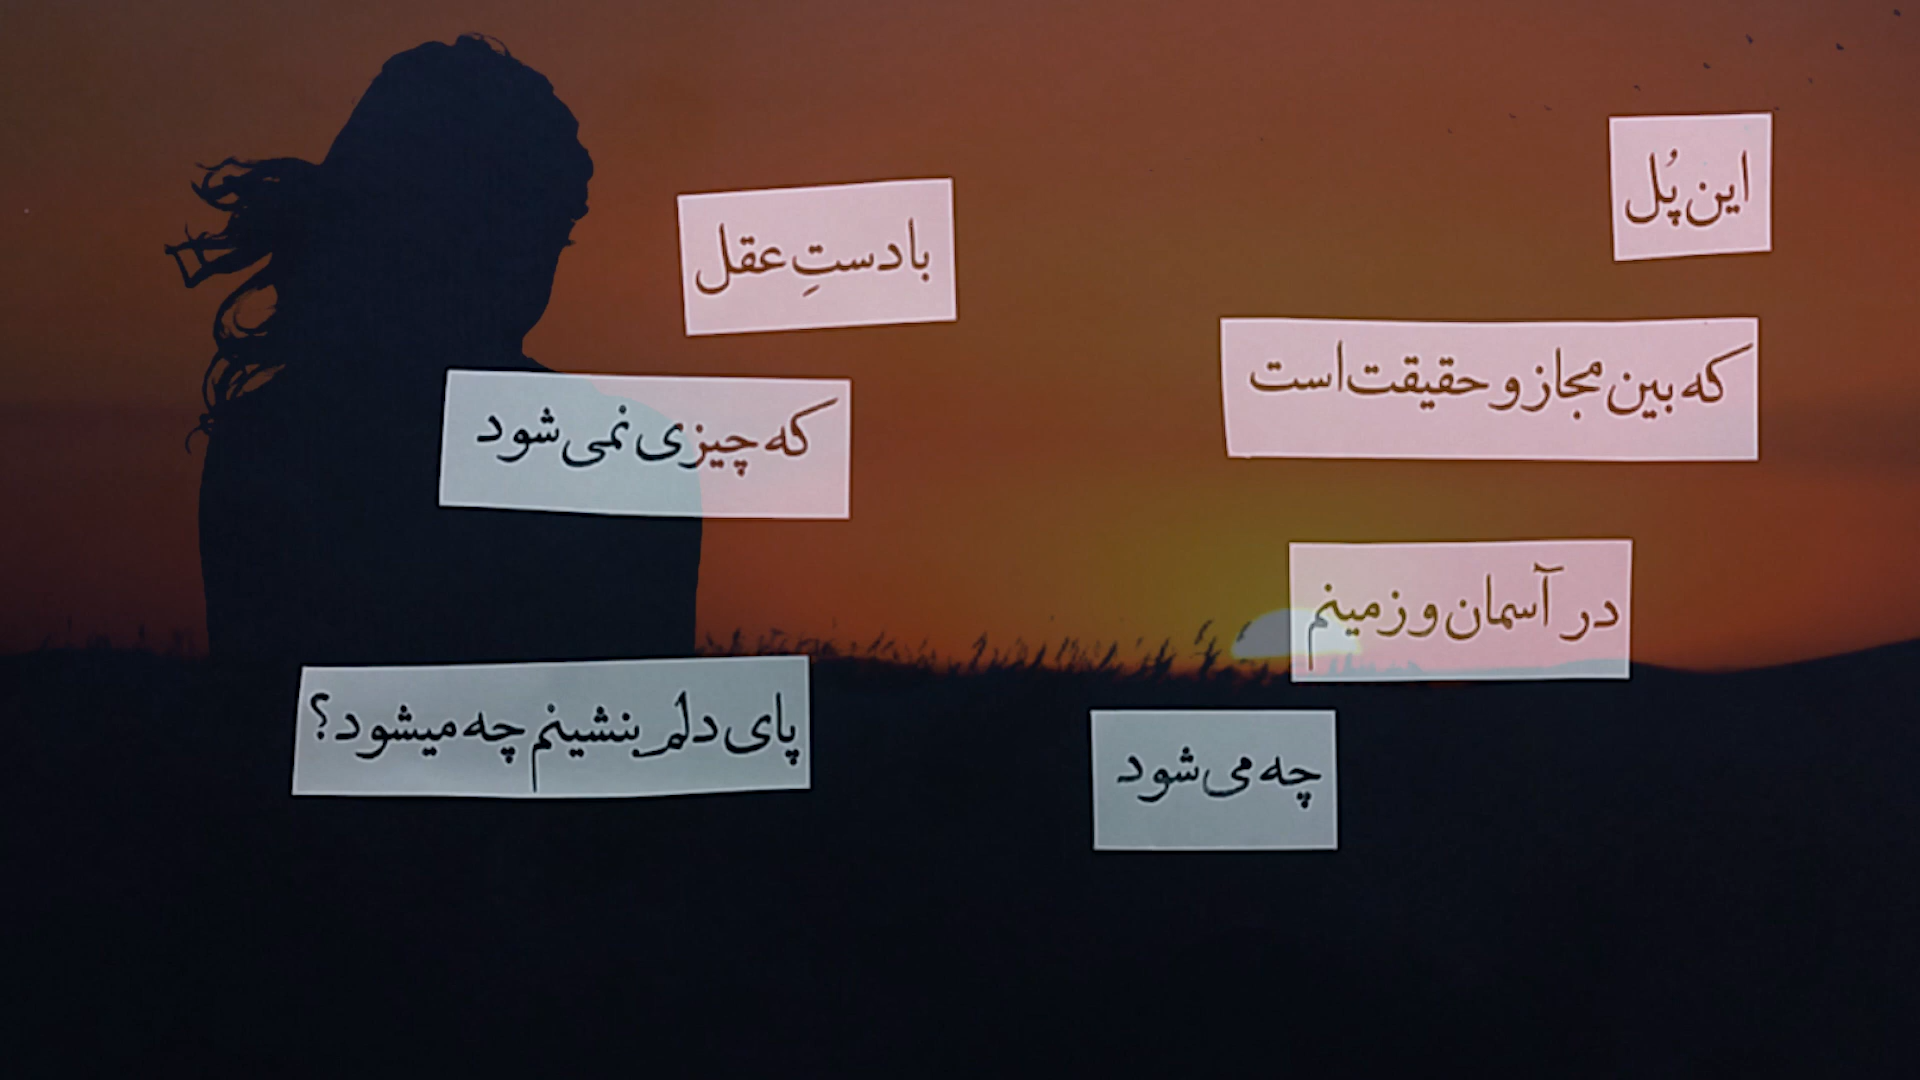 این پُل
که بین مجاز و حقیقت است
در آسمان و زمینم
چه می شود
با دستِ عقل
که چیزی نمی شود
پای دلم بنشینم چه میشود؟